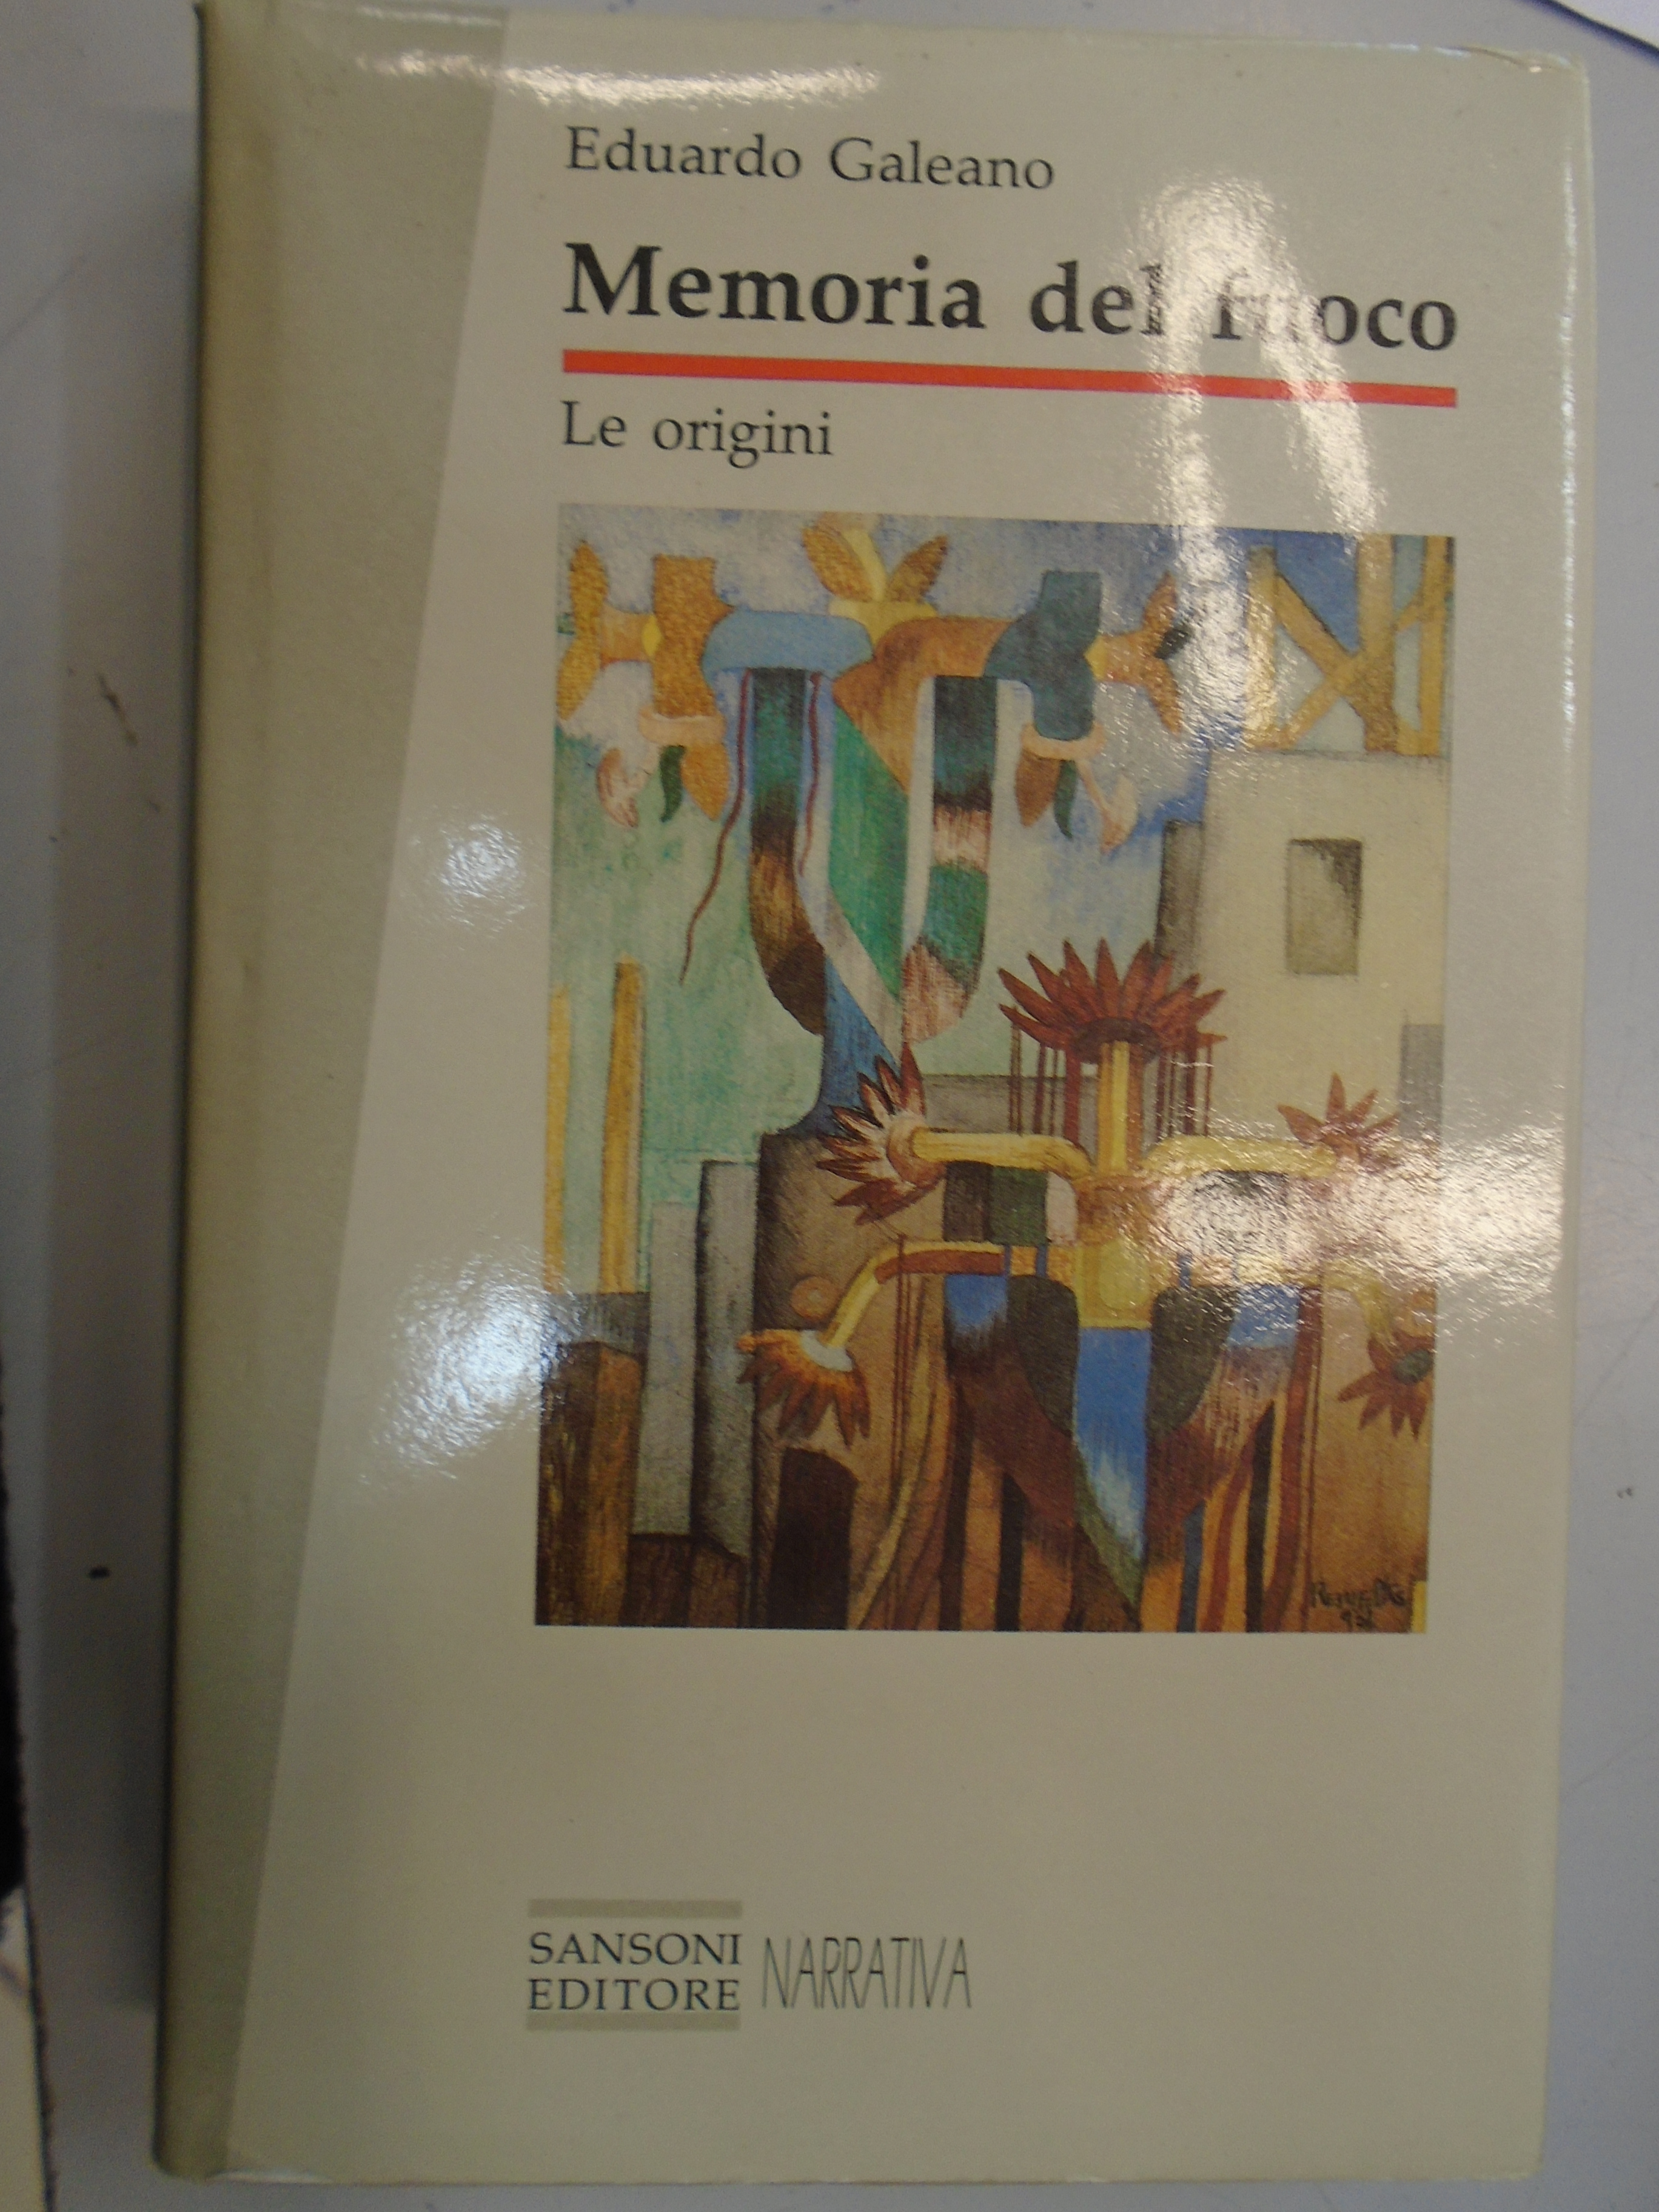 Eduardo Galeano
Memoria del fuoco
Le origini
SANSONI
EDITORE
NARRATIVA